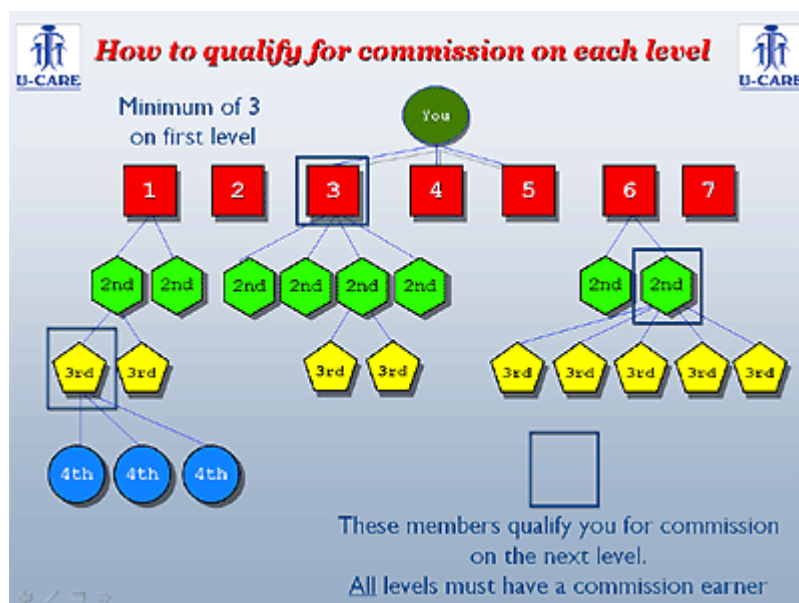 How to qualify for commission on each level
U-CARE
U-CARE
Minimum of 3
on first level
You
1 2 3 4 5 6 7
2nd 2nd 2nd 2nd 2nd 2nd 2nd 2nd
3rd 3rd 3rd 3rd 3rd 3rd 3rd 3rd 3rd
4th 4th 4th
These members qualify you for commission
on the next level.
All levels must have a commission earner